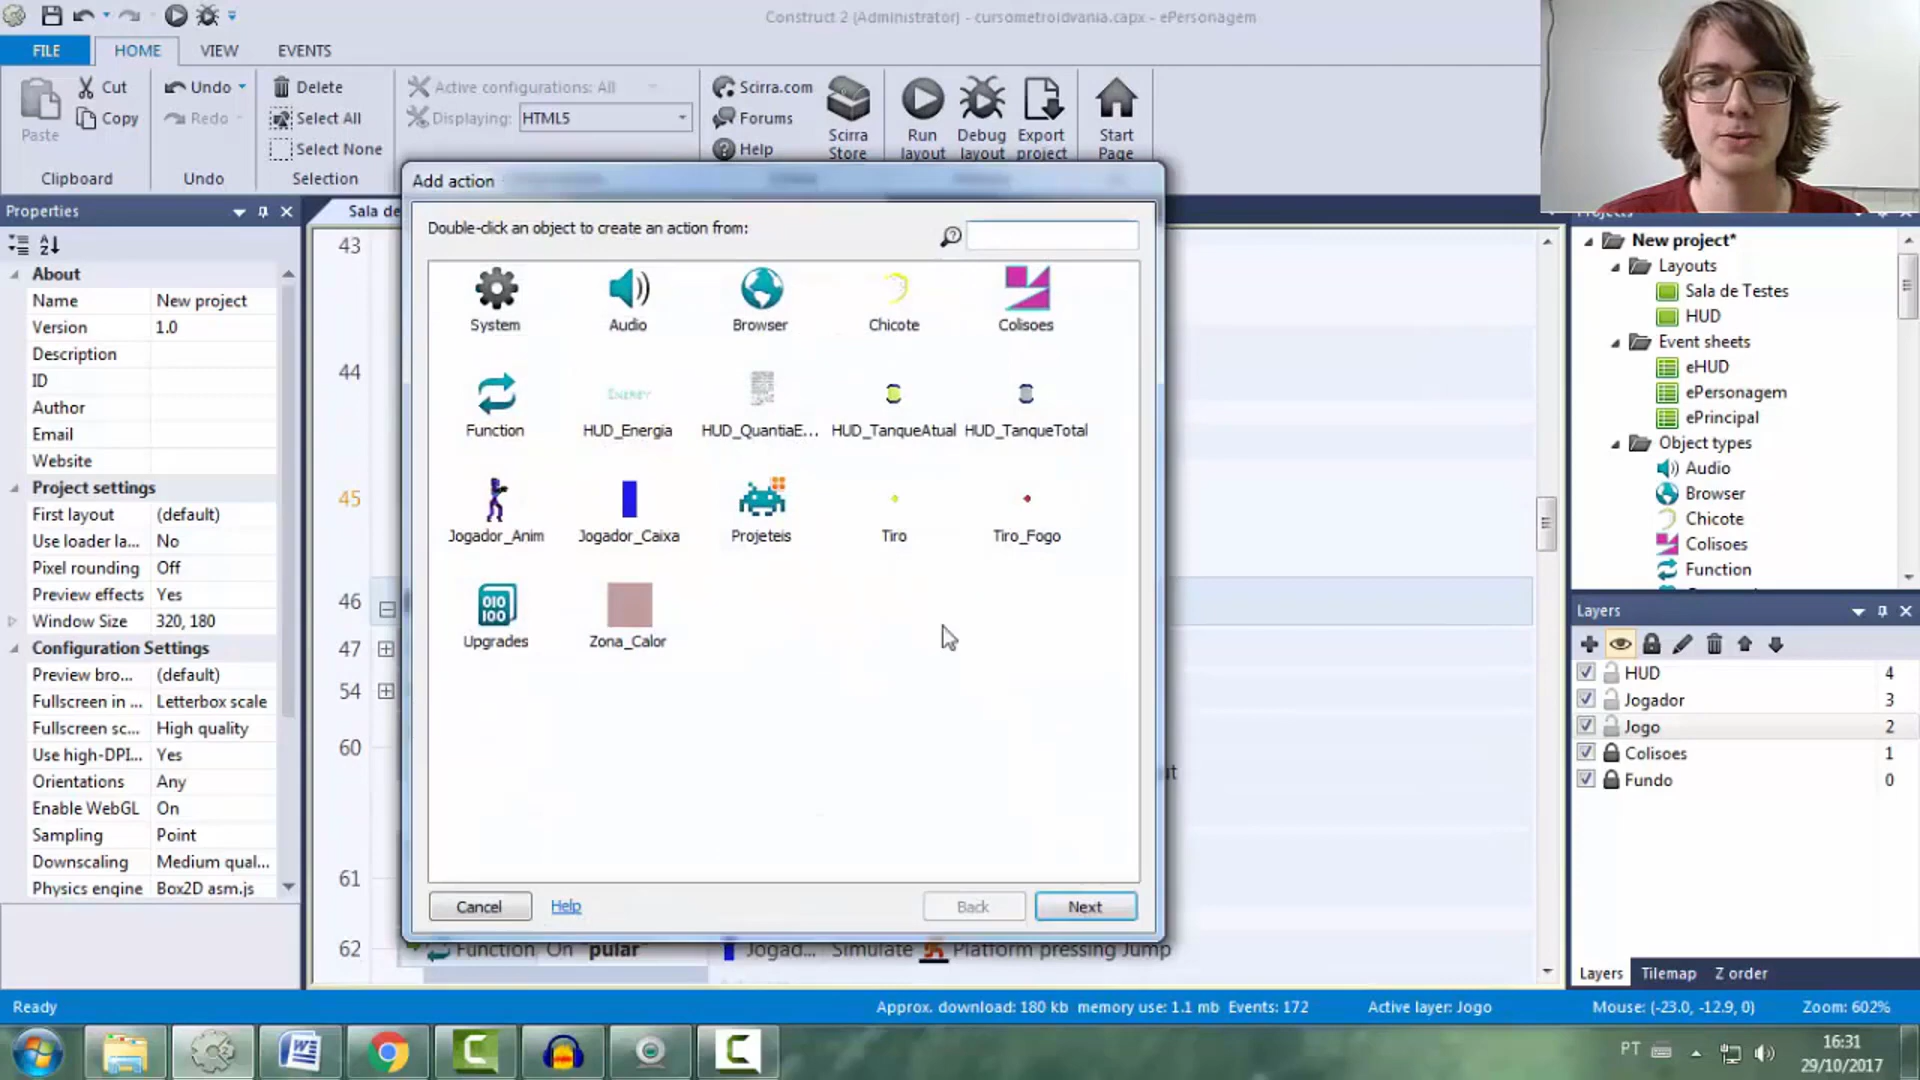 Construct 2 (Administrator) - cursometroidvania.capx - ePersonagem
FILE
HOME
VIEW
EVENTS
Paste
Cut
Copy
Clipboard
Undo
Redo
Undo
Delete
Select All
Select None
Selection
Active configurations: All
Displaying:
HTML5
Scirra.com
Forums
Help
Scirra
Store
Run
layout
Debug
layout
Export
project
Start
Page
Properties
About
Name New project
Version 1.0
Description
ID
Author
Email
Website
Project settings
First layout (default)
Use loader la... No
Pixel rounding Off
Preview effects Yes
Window Size 320, 180
Configuration Settings
Preview bro... (default)
Fullscreen in ... Letterbox scale
Fullscreen sc... High quality
Use high-DPI... Yes
Orientations Any
Enable WebGL On
Sampling Point
Downscaling Medium qual...
Physics engine Box2D asm.js
Sala de
43
44
45
46
47
54
60
61
62
Add action
Double-click an object to create an action from:
System
Audio
Browser
Chicote
Colisoes
Function
ENERGY
HUD_Energia
HUD_QuantiaE...
HUD_TanqueAtual
HUD_TanqueTotal
Jogador_Anim
Jogador_Caixa
Projeteis
Tiro
Tiro_Fogo
010
100
Upgrades
Zona_Calor
Cancel
Help
Back
Next
Function On "pular" Jogad... Simulate Platform pressing Jump
New project*
Layouts
Sala de Testes
HUD
Event sheets
eHUD
ePersonagem
ePrincipal
Object types
Audio
Browser
Chicote
Colisoes
Function
Layers
HUD 4
Jogador 3
Jogo 2
Colisoes 1
Fundo 0
Layers
Tilemap
Z order
Ready
Approx. download: 180 kb memory use: 1.1 mb Events: 172
Active layer: Jogo
Mouse: (-23.0, -12.9, 0)
Zoom: 602%
PT
16:31
29/10/2017